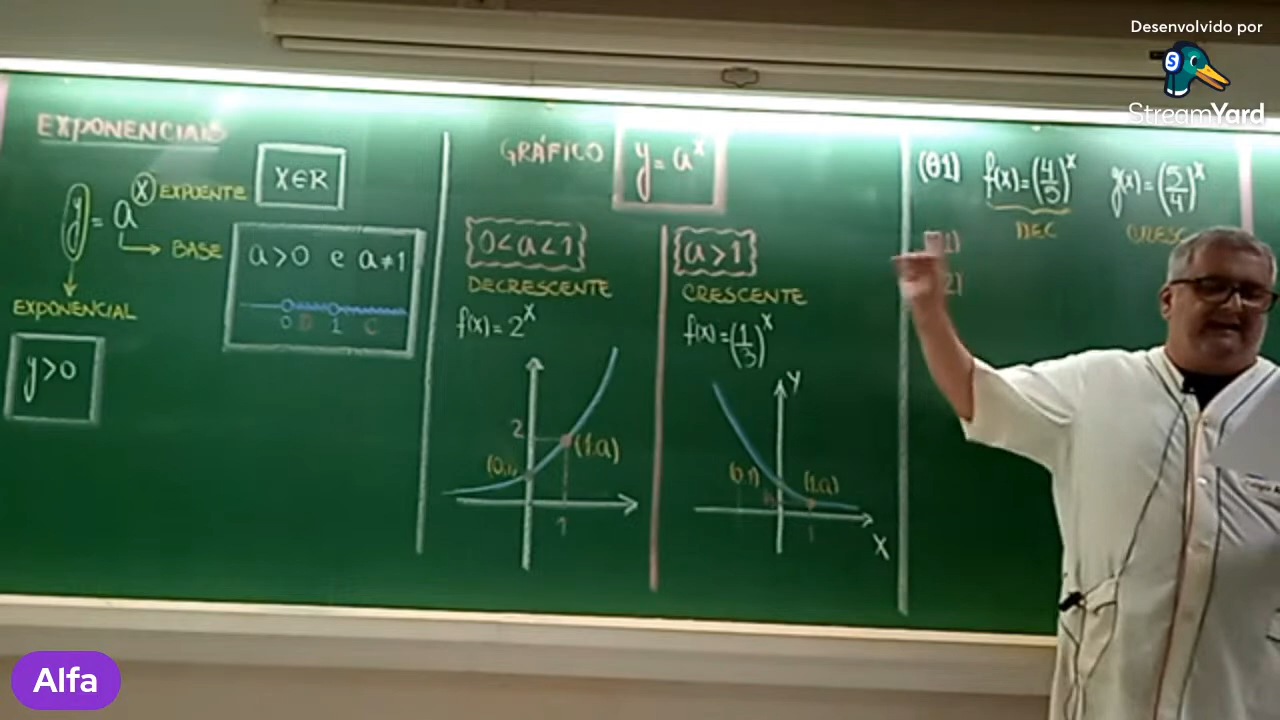 Desenvolvido por
StreamYard
EXPONENCIAIS
y = a^x EXPOENTE
BASE
EXPONENCIAL
y>0
x∈R
a>0 e a≠1
0 D 1 C
GRÁFICO y=a^x
0<a<1
DECRESCENTE
f(x)=2^x
2
(0,1)
(1,a)
1
a>1
CRESCENTE
f(x)=(1/3)^x
y
(0,1)
(1,a)
1
x
(01) f(x)=(4/5)^x g(x)=(5/4)^x
DEC CRESC
Alfa